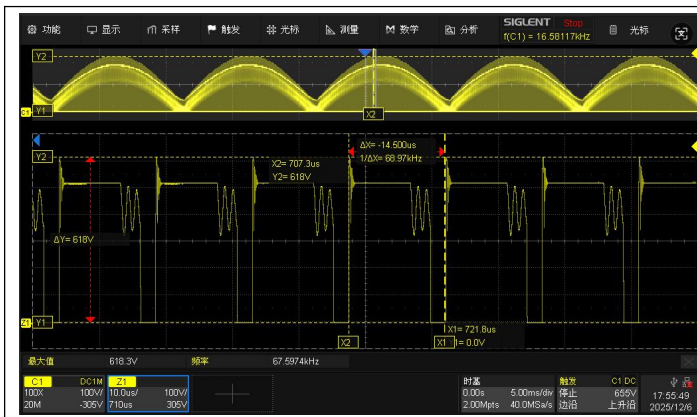 功能 显示 采样 触发 光标 测量 数学 分析 SIGLENT Stop 光标
f(C1) = 16.58117kHz
Y2
C1 Y1
X2
ΔX= -14.500us
Y2 X2= 707.3us 1/ΔX= 68.97kHz
Y2= 618V
ΔY= 618V
X1= 721.8us
Z1 Y1
X2 X1 Y1= 0.0V
最大值 618.3V 频率 67.5974kHz
C1 DC1M Z1 时基 触发 C1 DC
100X 100V/ 10.0us/ 100V/ 0.00s 5.00ms/div 停止 655V 17:55:49
20M -305V 710us 305V 2.00Mpts 40.0MSa/s 边沿 上升沿 2025/12/6